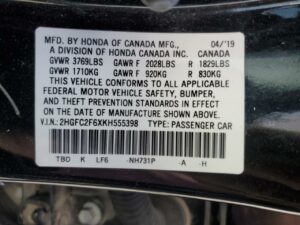 MFD. BY HONDA OF CANADA MFG., 04/'19
A DIVISION OF HONDA CANADA INC. CANADA
GVWR 3769LBS GAWR F 2028LBS R 1829LBS
GVWR 1710KG GAWR F 920KG R 830KG
THIS VEHICLE CONFORMS TO ALL APPLICABLE
FEDERAL MOTOR VEHICLE SAFETY, BUMPER,
AND THEFT PREVENTION STANDARDS IN EFFECT
ON THE DATE OF MANUFACTURE SHOWN ABOVE
V.I.N.: 2HGFC2F6XKH555398 TYPE: PASSENGER CAR
TBD K LF6 -NH731P -A -H